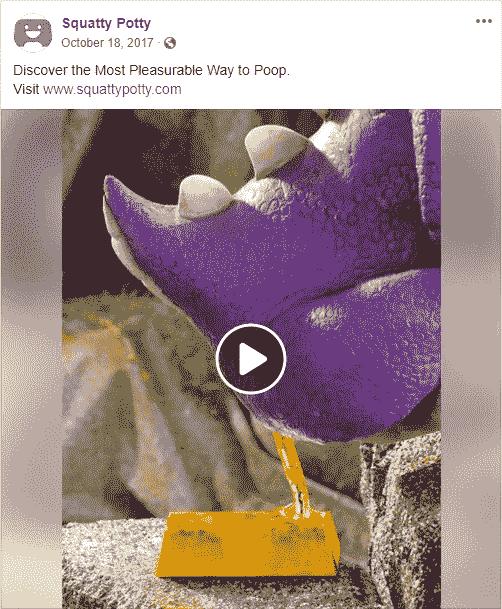 Squatty Potty
October 18, 2017 ·
Discover the Most Pleasurable Way to Poop.
Visit www.squattypotty.com